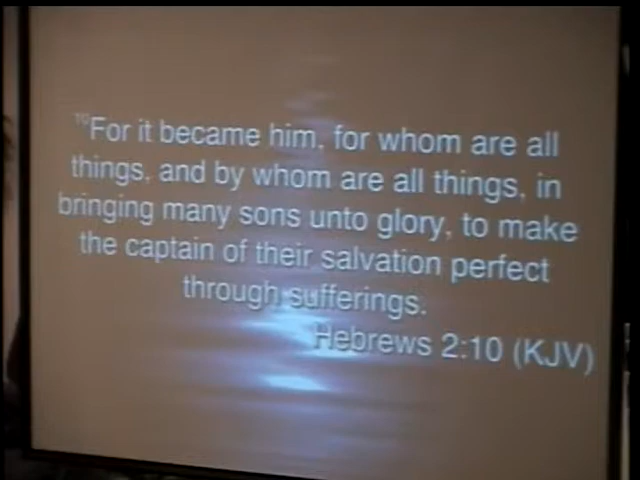 ¹⁰For it became him, for whom are all
things, and by whom are all things, in
bringing many sons unto glory, to make
the captain of their salvation perfect
through sufferings.
Hebrews 2:10 (KJV)